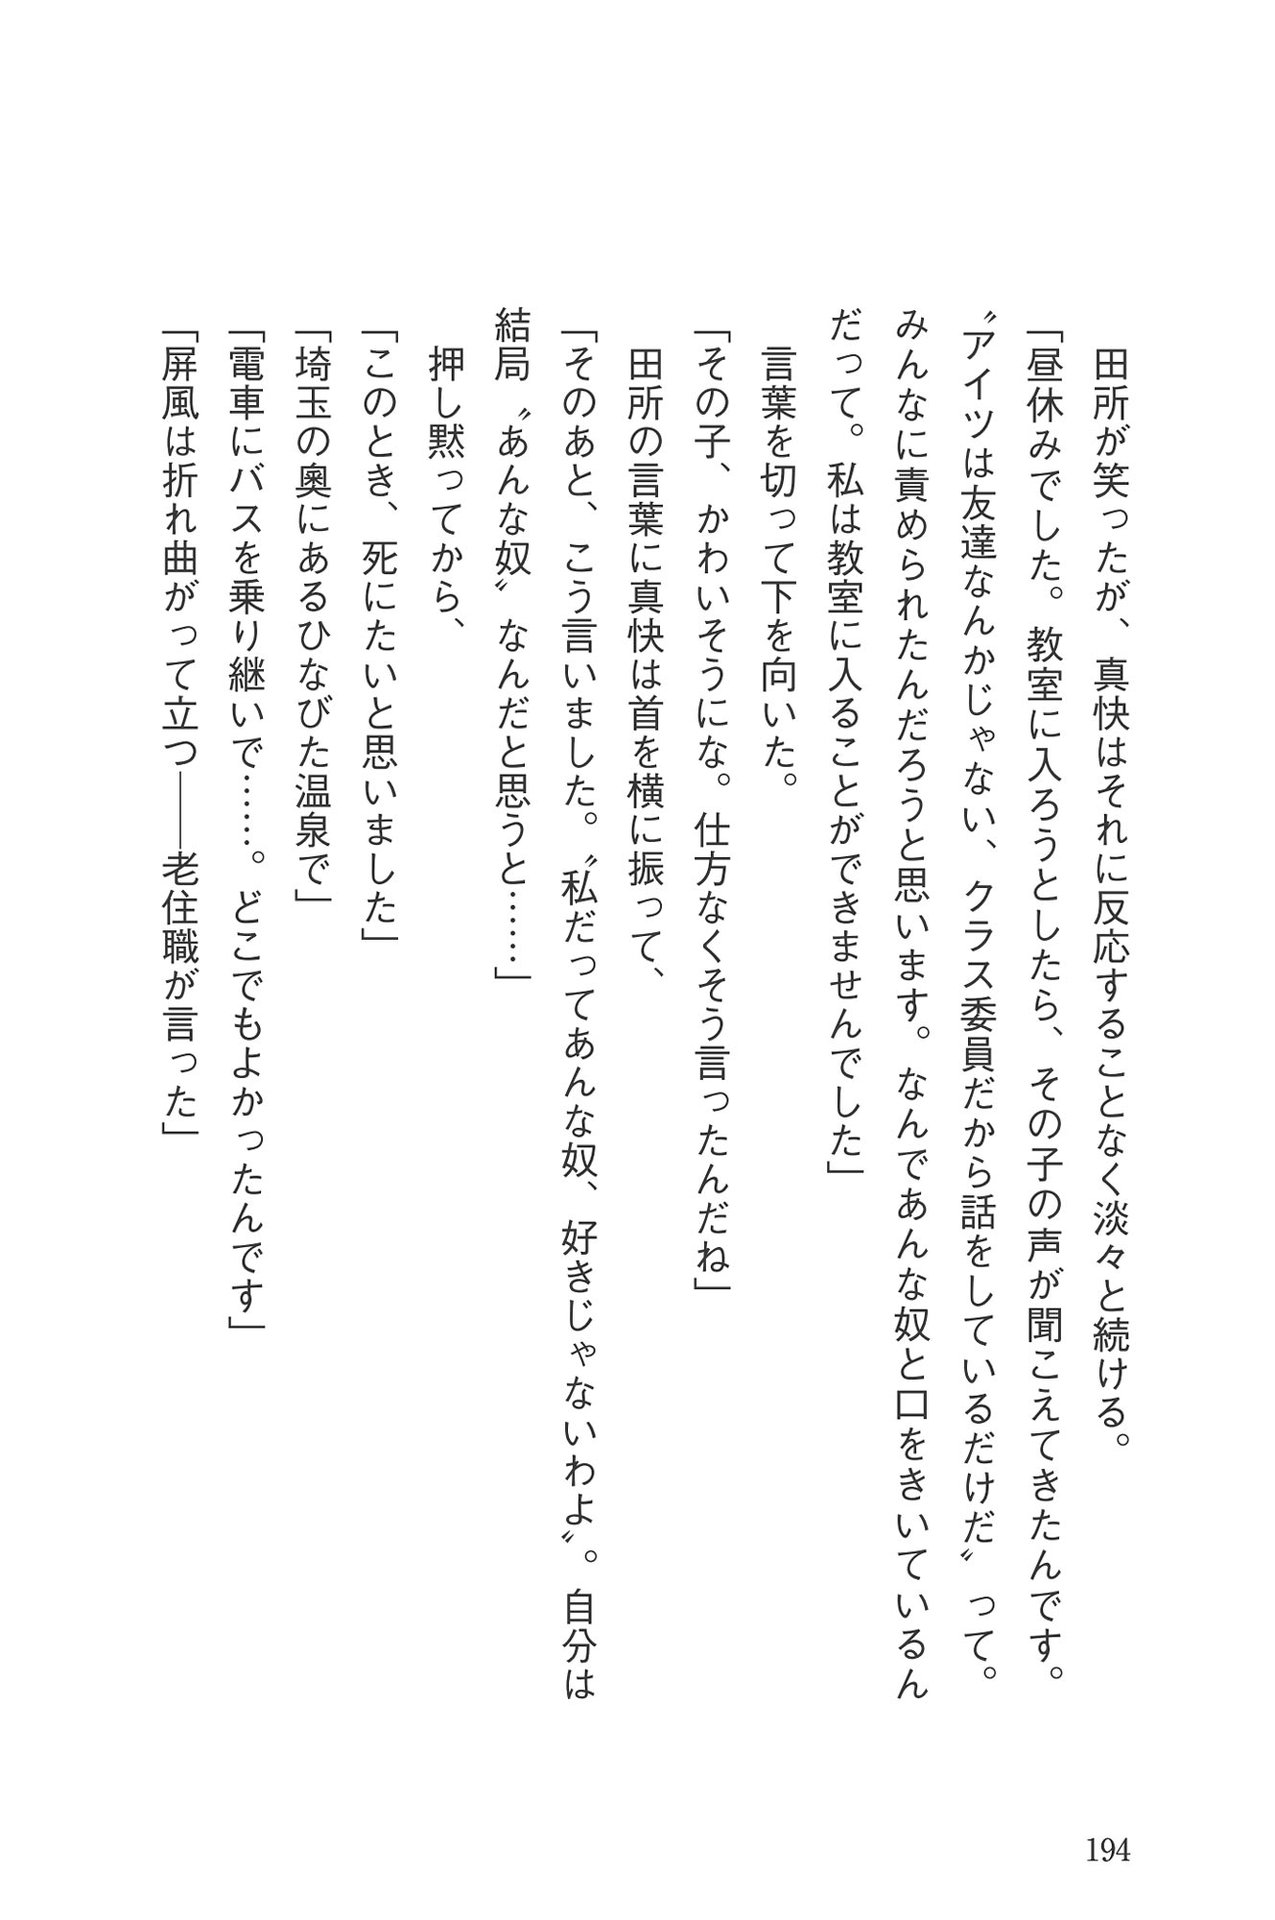 田所が笑ったが、真快はそれに反応することなく淡々と続ける。
「昼休みでした。教室に入ろうとしたら、その子の声が聞こえてきたんです。
〝アイツは友達なんかじゃない、クラス委員だから話をしているだけだ〟って。
みんなに責められたんだろうと思います。なんであんな奴と口をきいているん
だって。私は教室に入ることができませんでした」
　言葉を切って下を向いた。
「その子、かわいそうにな。仕方なくそう言ったんだね」
　田所の言葉に真快は首を横に振って、
「そのあと、こう言いました。〝私だってあんな奴、好きじゃないわよ〟。自分は
結局〝あんな奴〟なんだと思うと……」
　押し黙ってから、
「このとき、死にたいと思いました」
「埼玉の奥にあるひなびた温泉で」
「電車にバスを乗り継いで……。どこでもよかったんです」
「屏風は折れ曲がって立つ――老住職が言った」
194